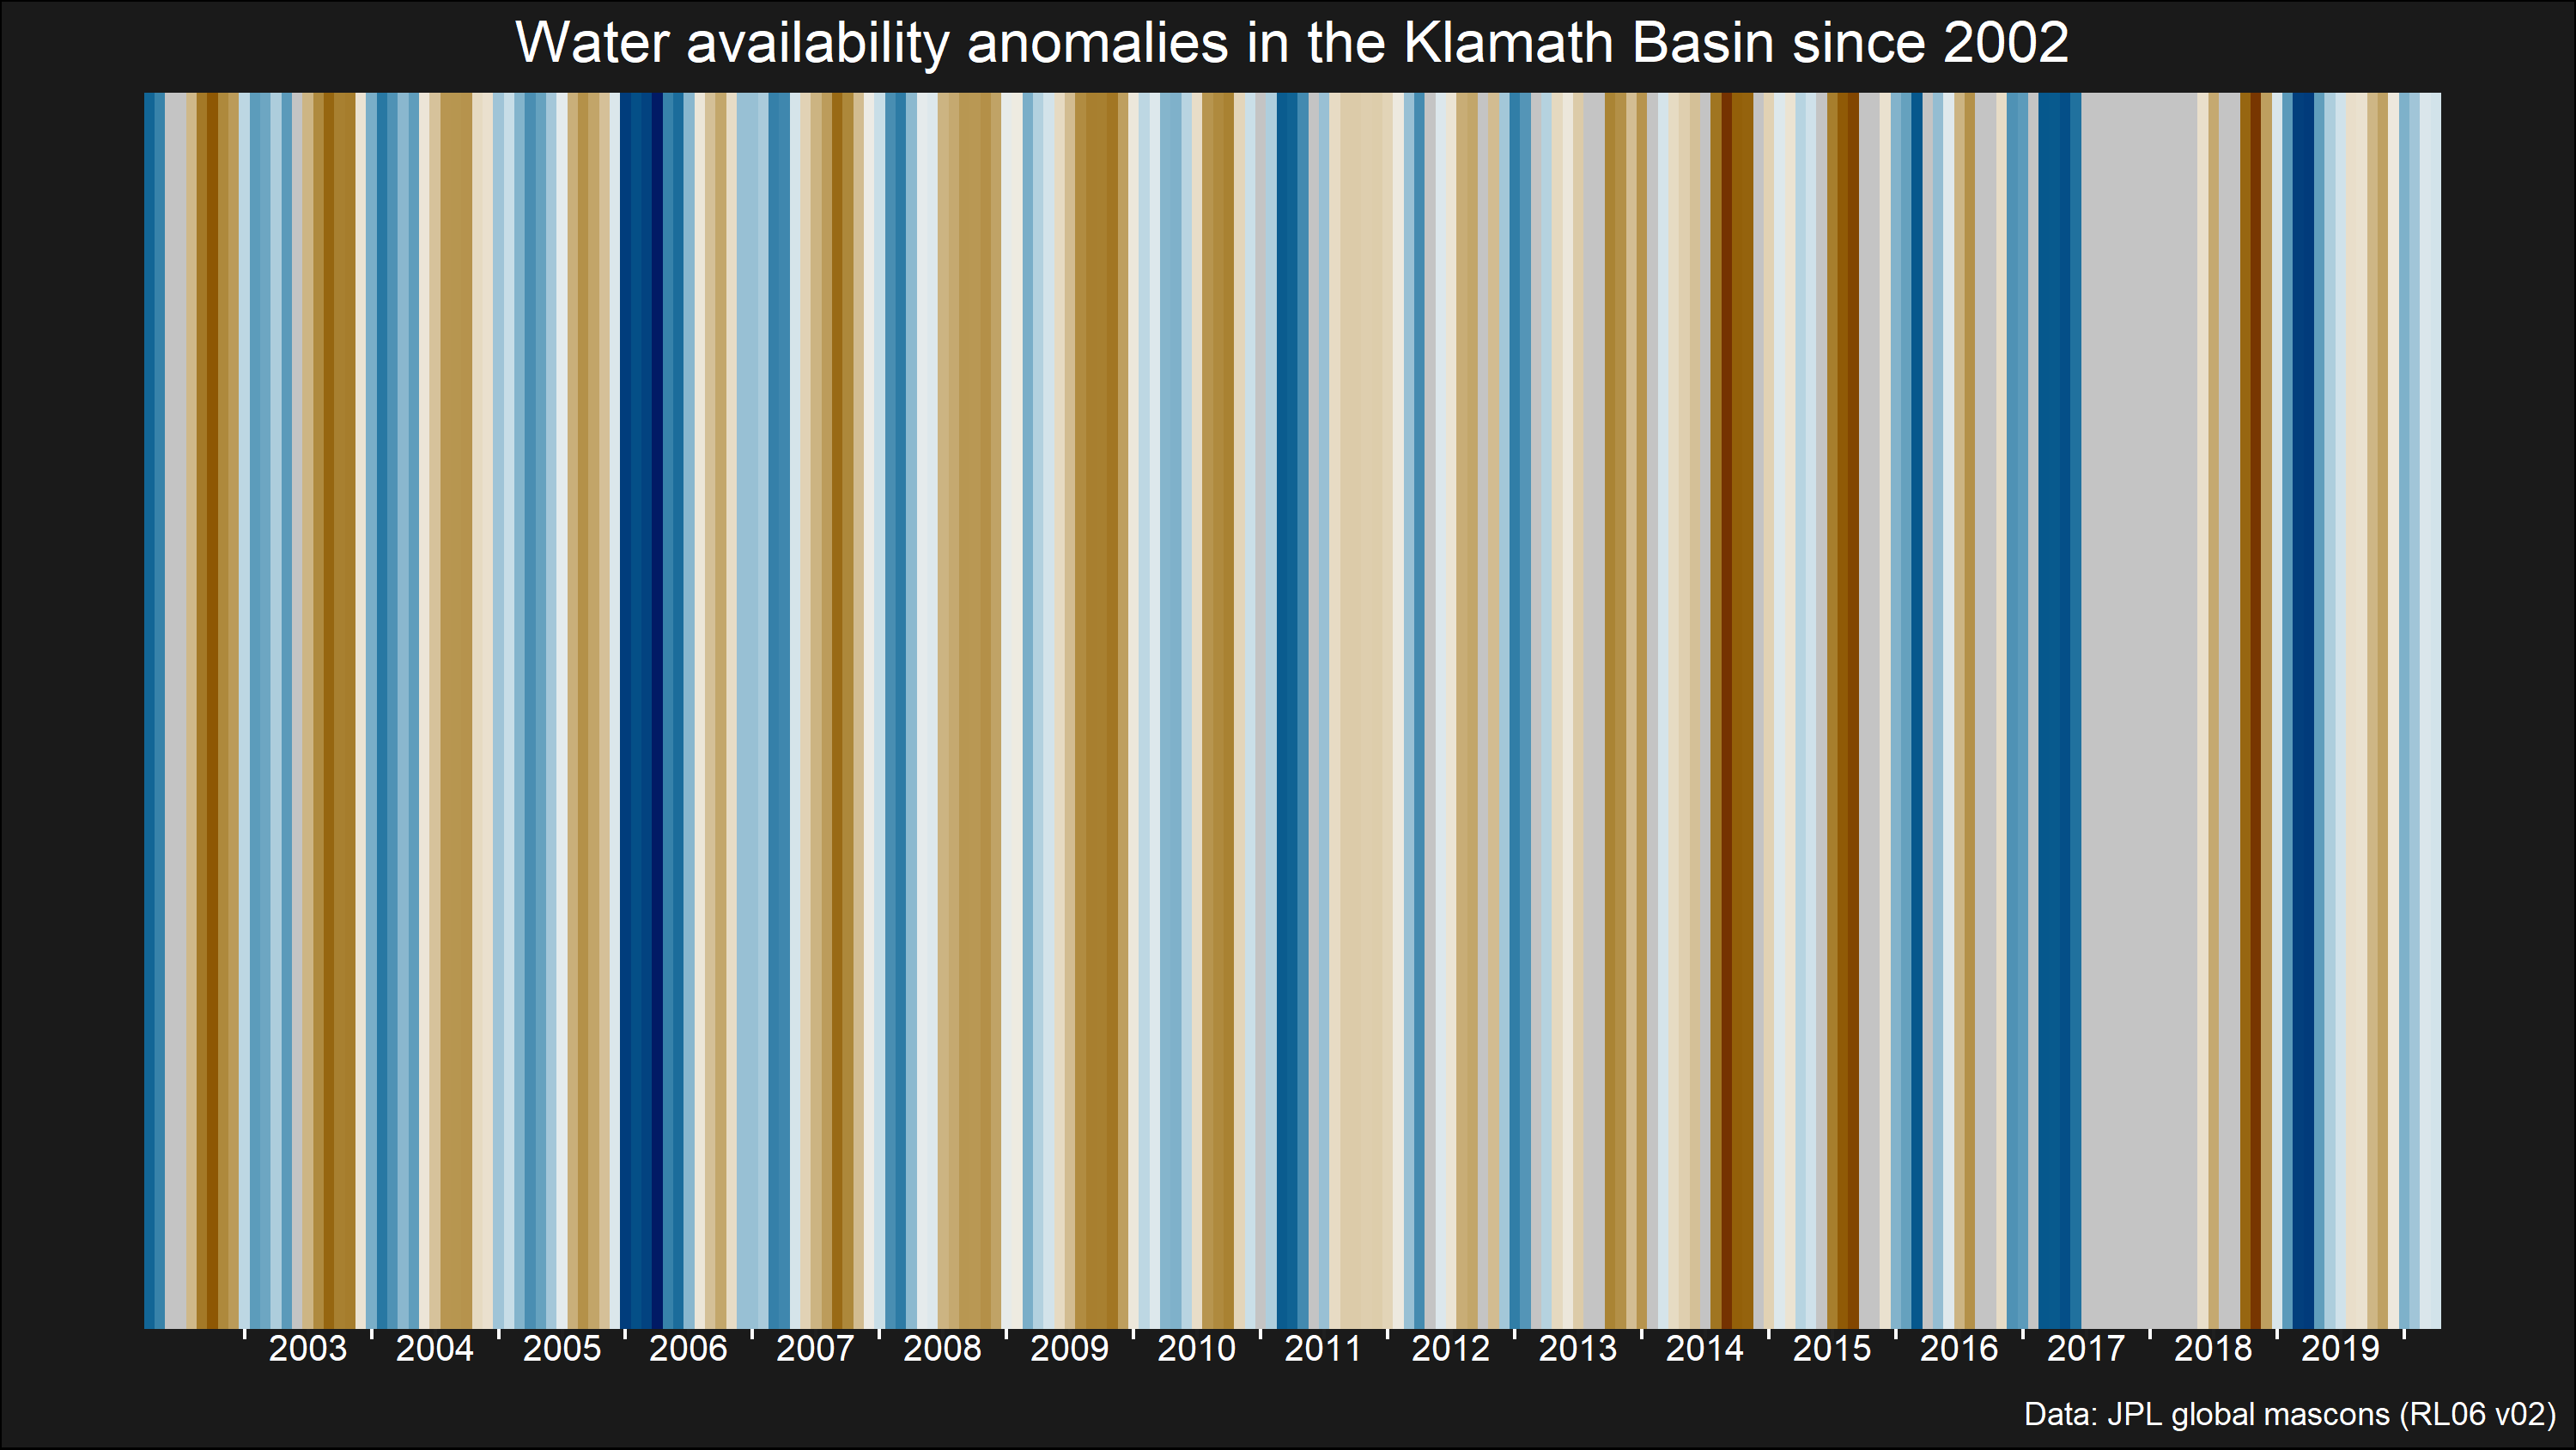 Water availability anomalies in the Klamath Basin since 2002
2003 2004 2005 2006 2007 2008 2009 2010 2011 2012 2013 2014 2015 2016 2017 2018 2019
Data: JPL global mascons (RL06 v02)